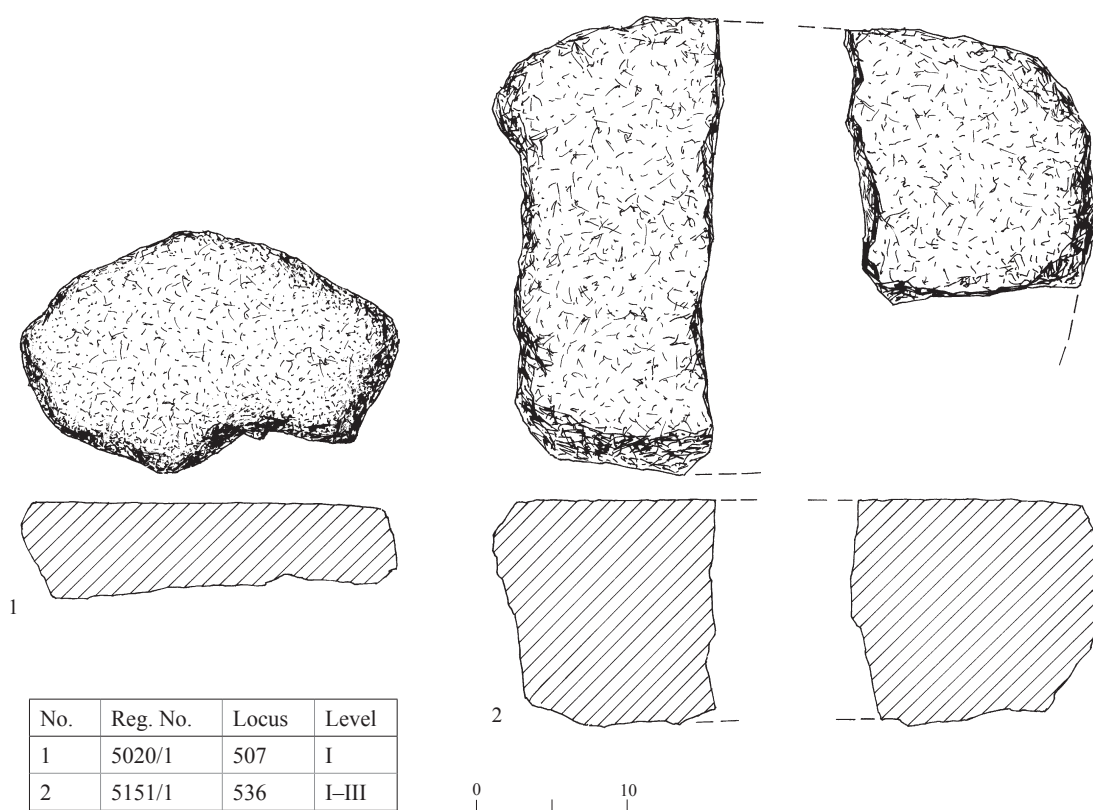 1
2
No. Reg. No. Locus Level
1 5020/1 507 I
2 5151/1 536 I–III
0 10